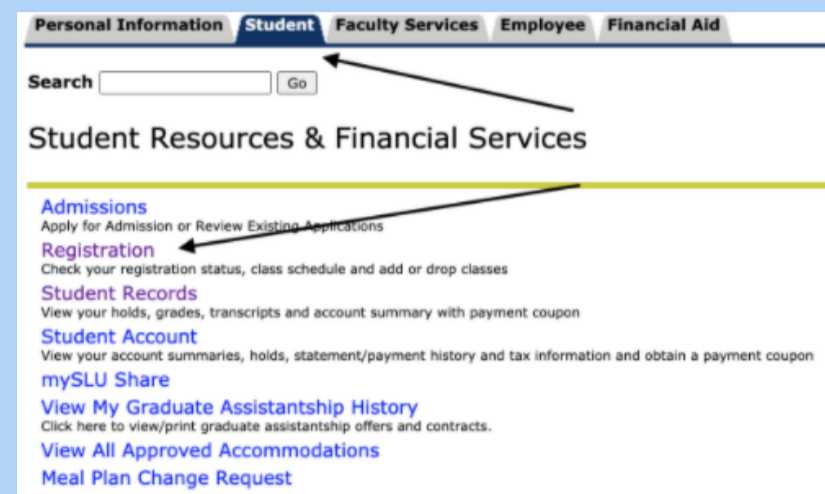 Personal Information Student Faculty Services Employee Financial Aid
Search Go
Student Resources & Financial Services
Admissions
Apply for Admission or Review Existing Applications
Registration
Check your registration status, class schedule and add or drop classes
Student Records
View your holds, grades, transcripts and account summary with payment coupon
Student Account
View your account summaries, holds, statement/payment history and tax information and obtain a payment coupon
mySLU Share
View My Graduate Assistantship History
Click here to view/print graduate assistantship offers and contracts.
View All Approved Accommodations
Meal Plan Change Request